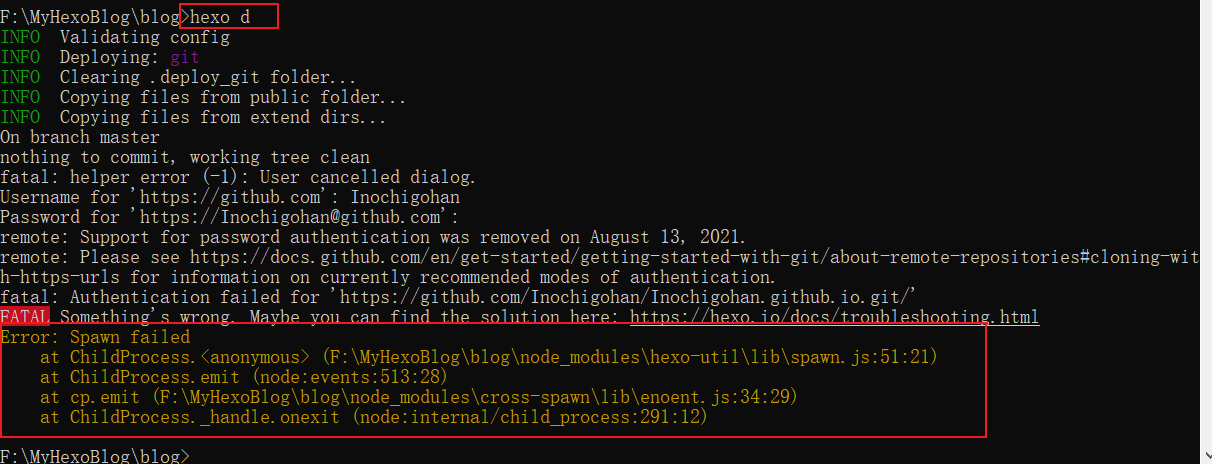 F:\MyHexoBlog\blog>hexo d
INFO  Validating config
INFO  Deploying: git
INFO  Clearing .deploy_git folder...
INFO  Copying files from public folder...
INFO  Copying files from extend dirs...
On branch master
nothing to commit, working tree clean
fatal: helper error (-1): User cancelled dialog.
Username for 'https://github.com': Inochigohan
Password for 'https://Inochigohan@github.com':
remote: Support for password authentication was removed on August 13, 2021.
remote: Please see https://docs.github.com/en/get-started/getting-started-with-git/about-remote-repositories#cloning-wit
h-https-urls for information on currently recommended modes of authentication.
fatal: Authentication failed for 'https://github.com/Inochigohan/Inochigohan.github.io.git/'
FATAL Something's wrong. Maybe you can find the solution here: https://hexo.io/docs/troubleshooting.html
Error: Spawn failed
    at ChildProcess.<anonymous> (F:\MyHexoBlog\blog\node_modules\hexo-util\lib\spawn.js:51:21)
    at ChildProcess.emit (node:events:513:28)
    at cp.emit (F:\MyHexoBlog\blog\node_modules\cross-spawn\lib\enoent.js:34:29)
    at ChildProcess._handle.onexit (node:internal/child_process:291:12)
F:\MyHexoBlog\blog>